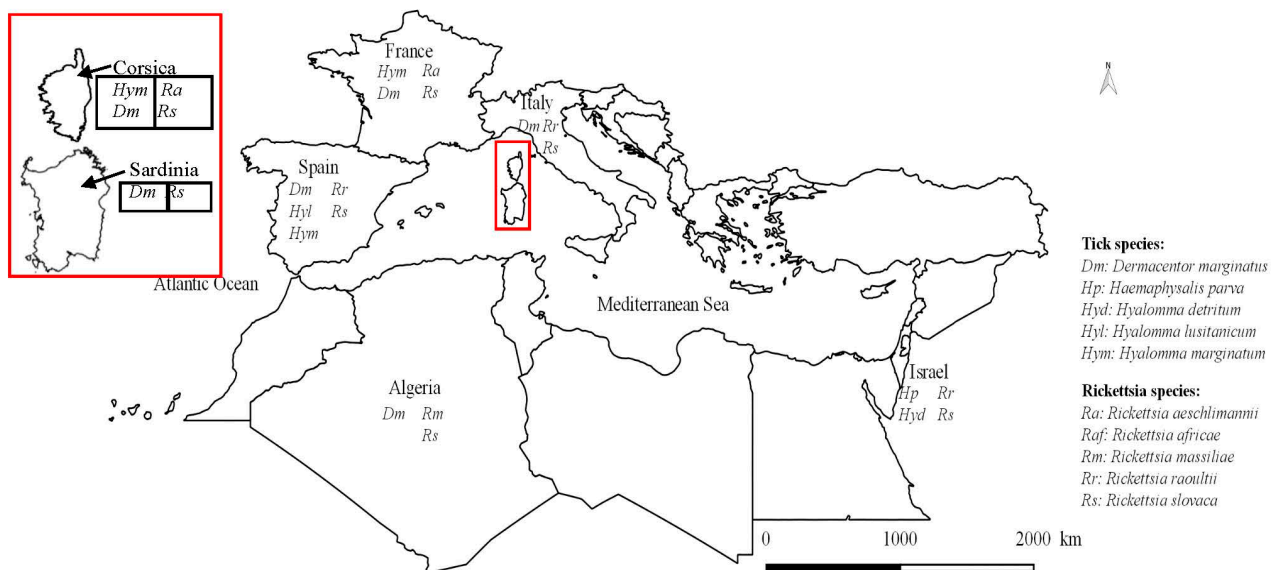 Corsica
Hym Ra
Dm Rs
Sardinia
Dm Rs
France
Hym Ra
Dm Rs
Italy
Dm Rr
Rs
Spain
Dm Rr
Hyl Rs
Hym
N
Atlantic Ocean
Mediterranean Sea
Algeria
Dm Rm
Rs
Israel
Hp Rr
Hyd Rs
Tick species:
Dm: Dermacentor marginatus
Hp: Haemaphysalis parva
Hyd: Hyalomma detritum
Hyl: Hyalomma lusitanicum
Hym: Hyalomma marginatum
Rickettsia species:
Ra: Rickettsia aeschlimannii
Raf: Rickettsia africae
Rm: Rickettsia massiliae
Rr: Rickettsia raoultii
Rs: Rickettsia slovaca
0 1000 2000 km